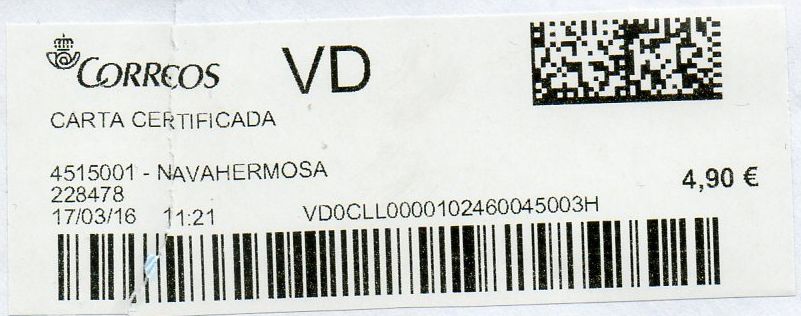 CORREOS VD
CARTA CERTIFICADA
4515001 - NAVAHERMOSA
4,90 €
228478
17/03/16 11:21 VD0CLL0000102460045003H